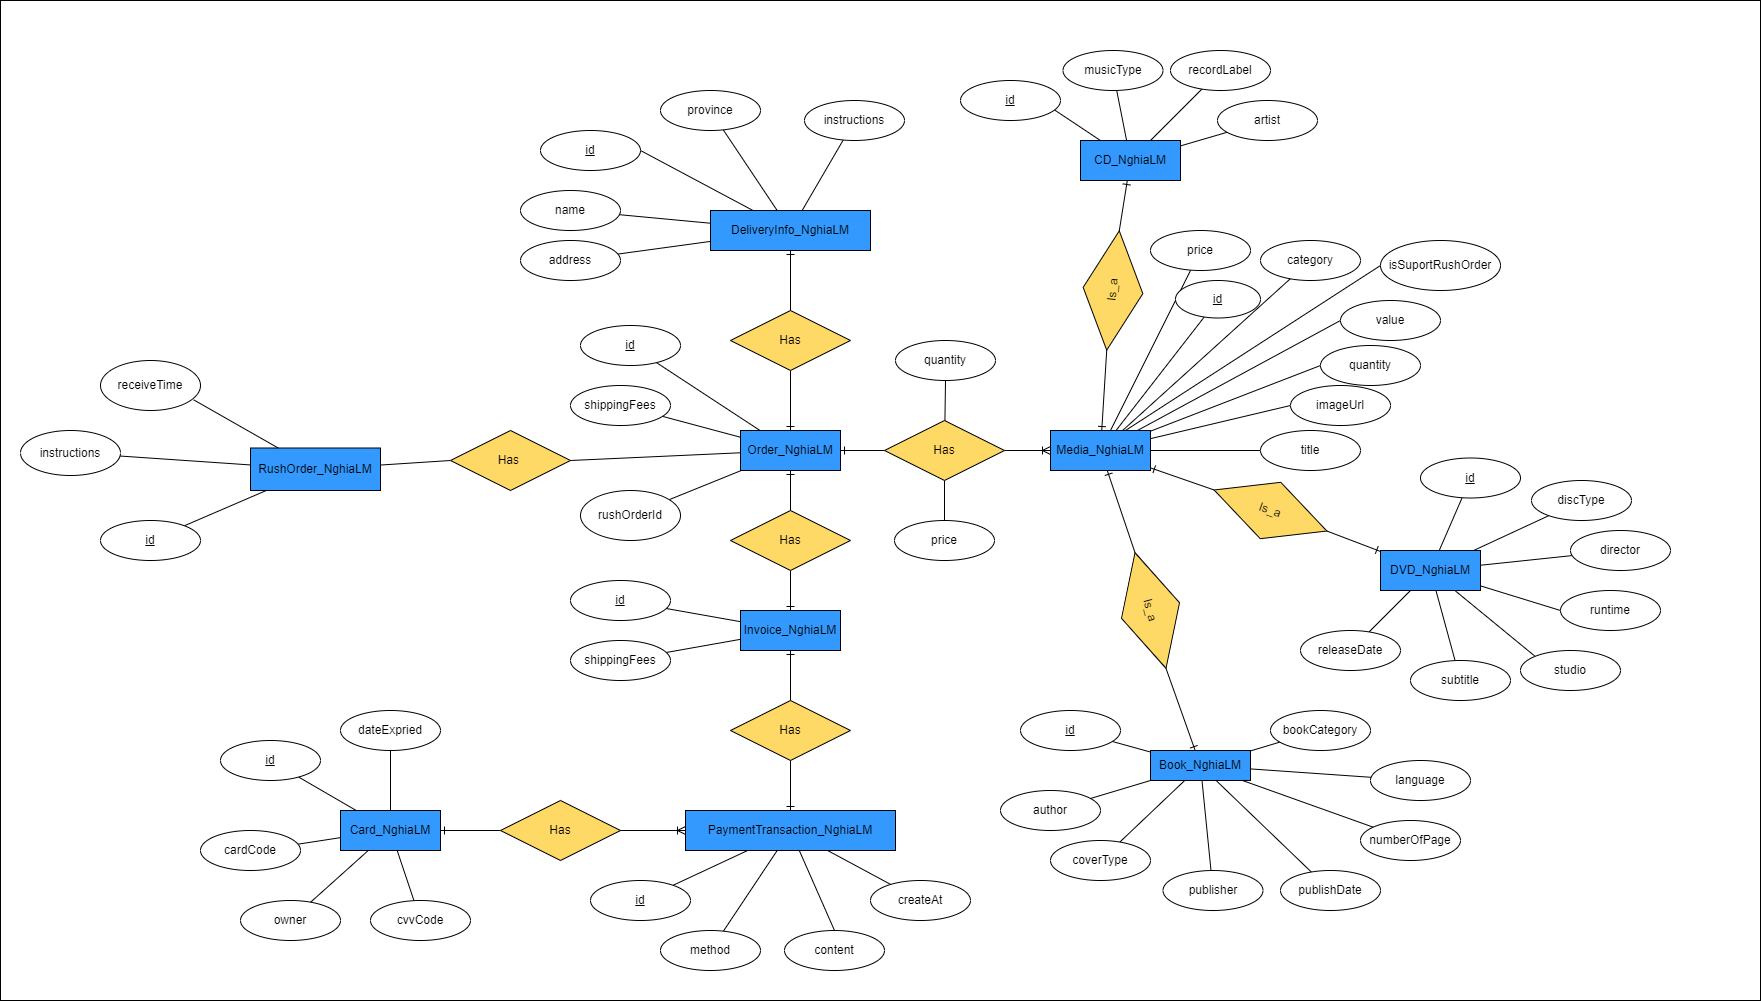 musicType
recordLabel
id
artist
province
instructions
id
CD_NghiaLM
name
DeliveryInfo_NghiaLM
address
price
category
isSuportRushOrder
Is_a
id
value
Has
id
quantity
quantity
receiveTime
shippingFees
imageUrl
instructions
RushOrder_NghiaLM
Has
Order_NghiaLM
Has
Media_NghiaLM
title
id
discType
rushOrderId
Is_a
id
Has
price
director
DVD_NghiaLM
id
Invoice_NghiaLM
Is_a
runtime
shippingFees
releaseDate
subtitle
studio
dateExpried
id
Has
id
bookCategory
Book_NghiaLM
language
cardCode
Card_NghiaLM
Has
PaymentTransaction_NghiaLM
author
numberOfPage
coverType
owner
cvvCode
id
createAt
publisher
publishDate
method
content